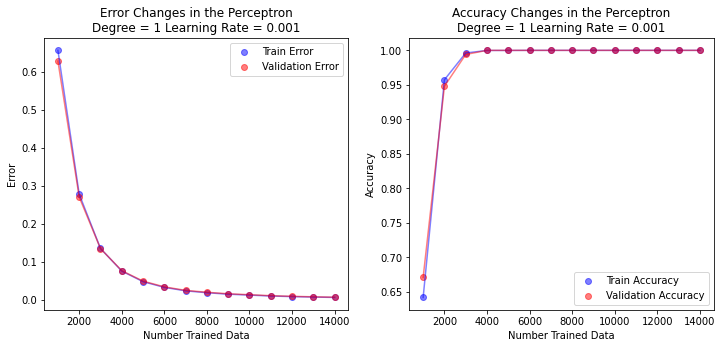 Error Changes in the Perceptron
Degree = 1 Learning Rate = 0.001
Train Error
Validation Error
Error
0.6
0.5
0.4
0.3
0.2
0.1
0.0
2000 4000 6000 8000 10000 12000 14000
Number Trained Data
Accuracy Changes in the Perceptron
Degree = 1 Learning Rate = 0.001
Accuracy
1.00
0.95
0.90
0.85
0.80
0.75
0.70
0.65
Train Accuracy
Validation Accuracy
2000 4000 6000 8000 10000 12000 14000
Number Trained Data